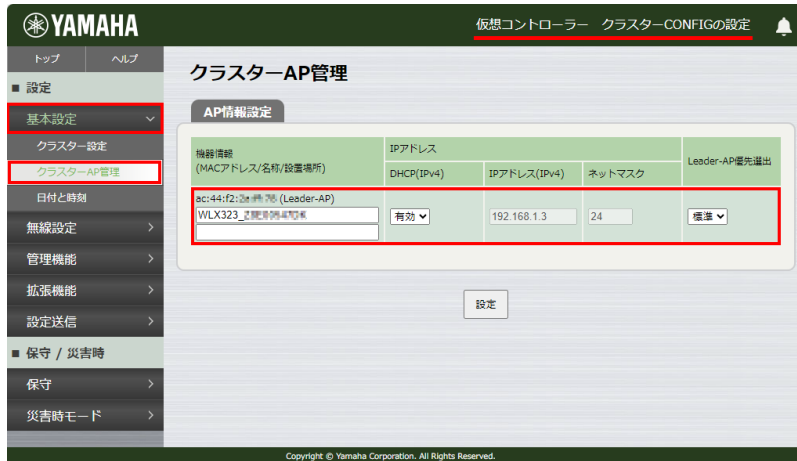 YAMAHA
仮想コントローラー クラスターCONFIGの設定
トップ ヘルプ
設定
基本設定
クラスター設定
クラスターAP管理
日付と時刻
無線設定
管理機能
拡張機能
設定送信
保守 / 災害時
保守
災害時モード
クラスターAP管理
AP情報設定
機器情報
(MACアドレス/名称/設置場所)
IPアドレス
DHCP(IPv4) IPアドレス(IPv4) ネットマスク
Leader-AP優先選出
ac:44:f2: (Leader-AP)
WLX323_
有効 192.168.1.3 24 標準
設定
Copyright © Yamaha Corporation. All Rights Reserved.